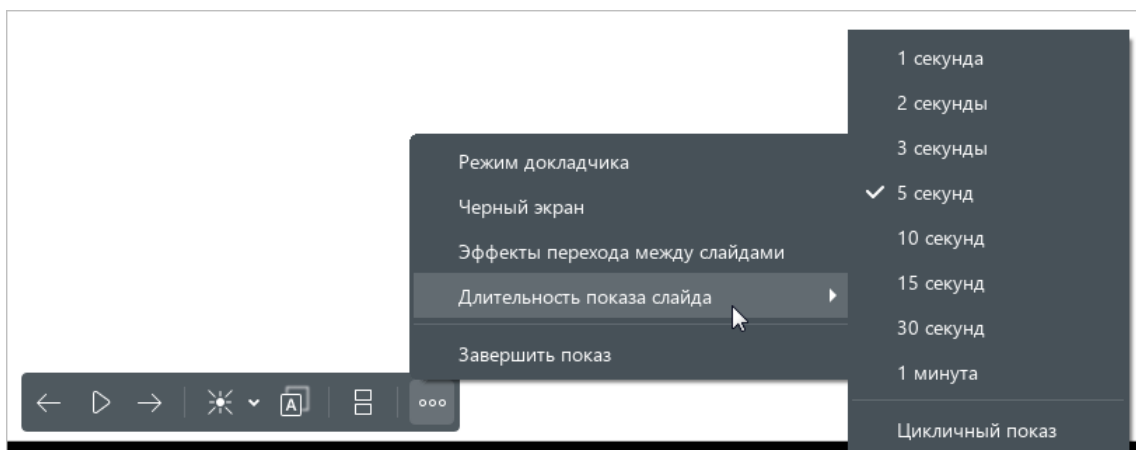 Режим докладчика
Черный экран
Эффекты перехода между слайдами
Длительность показа слайда
Завершить показ
1 секунда
2 секунды
3 секунды
5 секунд
10 секунд
15 секунд
30 секунд
1 минута
Цикличный показ
A